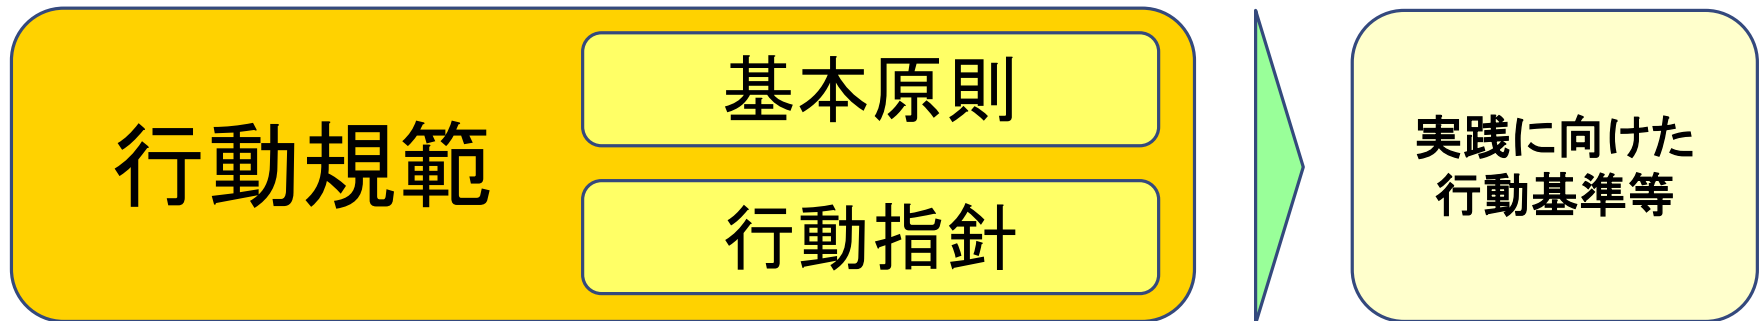 行動規範
基本原則
行動指針
実践に向けた
行動基準等